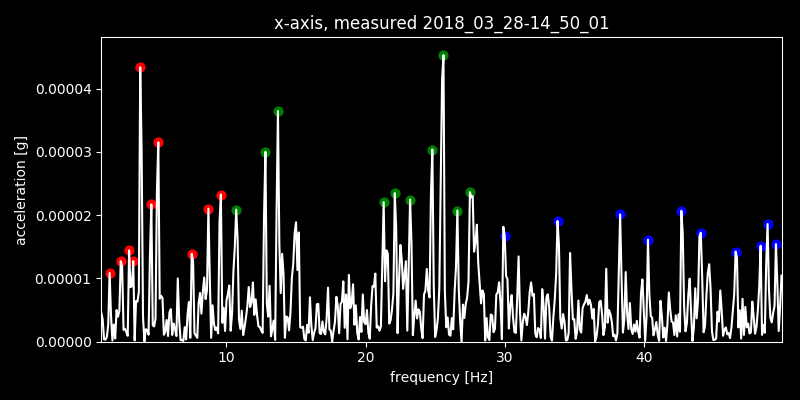 x-axis, measured 2018_03_28-14_50_01
acceleration [g]
0.00004
0.00003
0.00002
0.00001
0.00000
10 20 30 40
frequency [Hz]